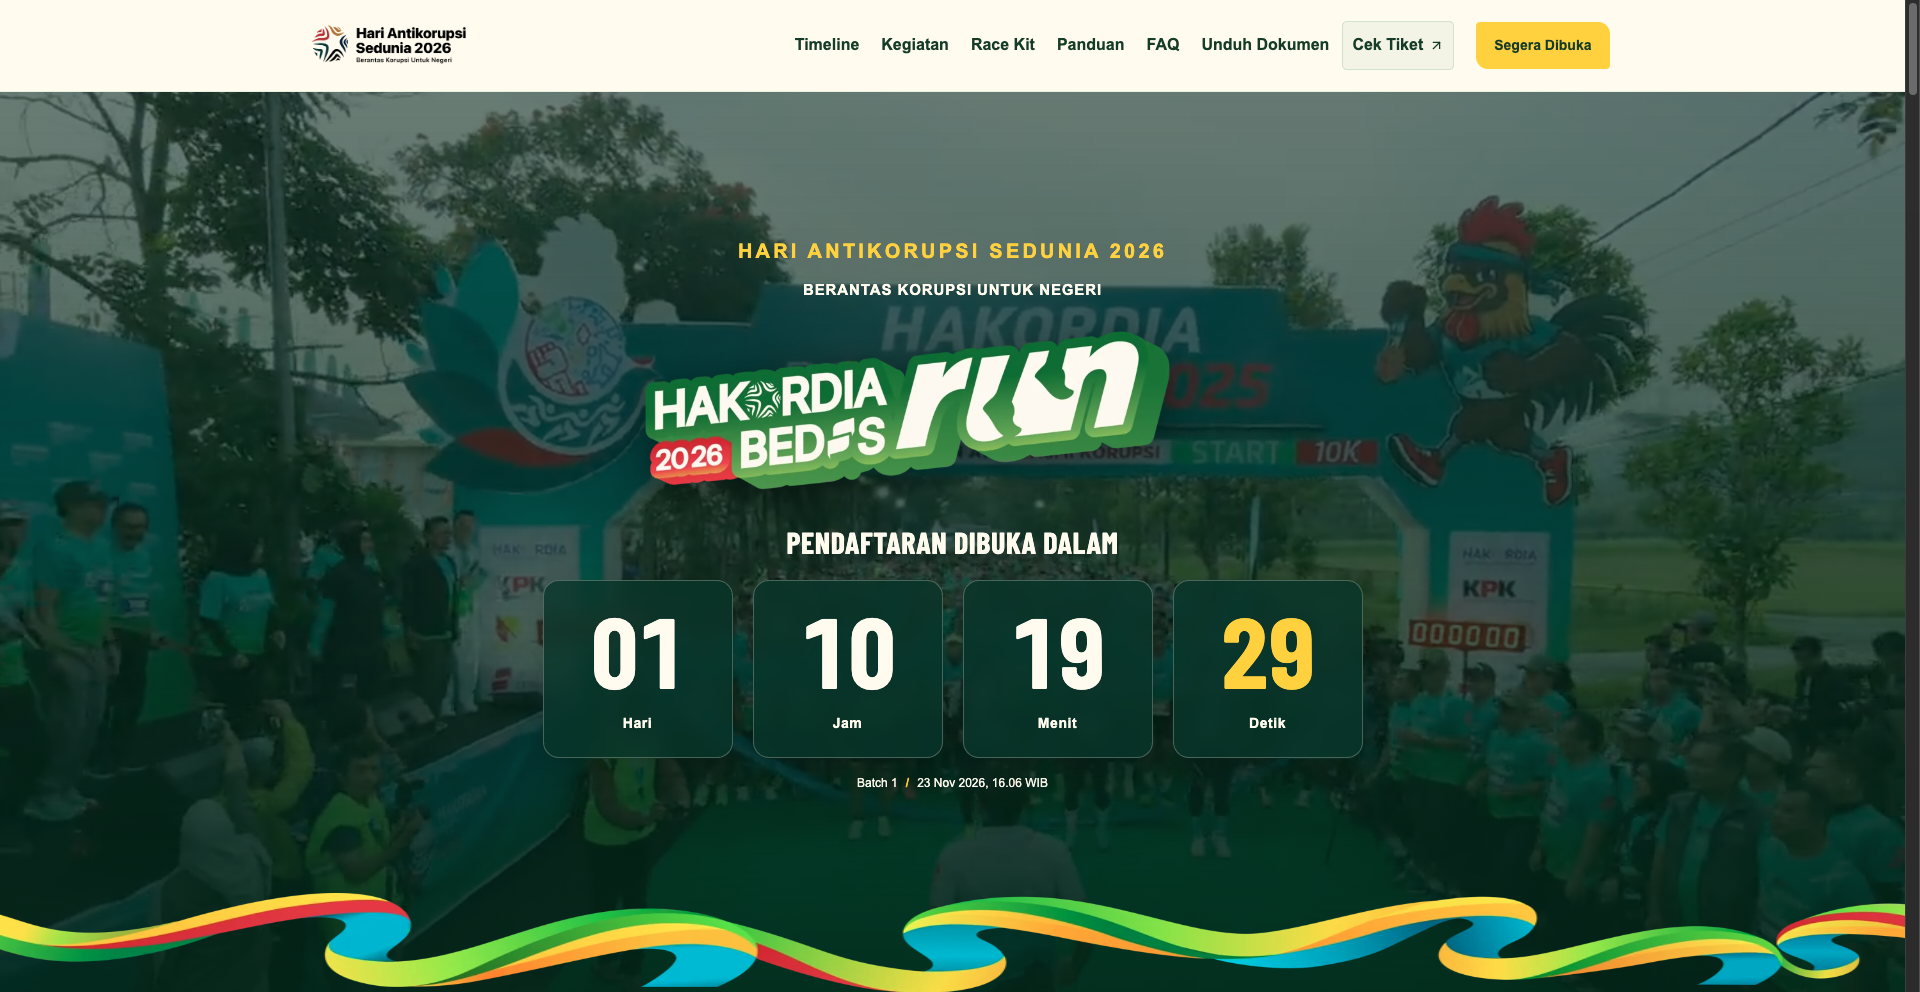 Hari Antikorupsi
Sedunia 2026
Berantas Korupsi Untuk Negeri
Timeline
Kegiatan
Race Kit
Panduan
FAQ
Unduh Dokumen
Cek Tiket
Segera Dibuka
HARI ANTIKORUPSI SEDUNIA 2026
BERANTAS KORUPSI UNTUK NEGERI
HAKORDIA
2025
HAKORDIA
2026 BEDAS
run
KORUPSI
START
10K
PENDAFTARAN DIBUKA DALAM
HAKORDIA
KPK
HAKORDIA
KPK
000000
01
Hari
10
Jam
19
Menit
29
Detik
Batch 1 / 23 Nov 2026, 16.06 WIB